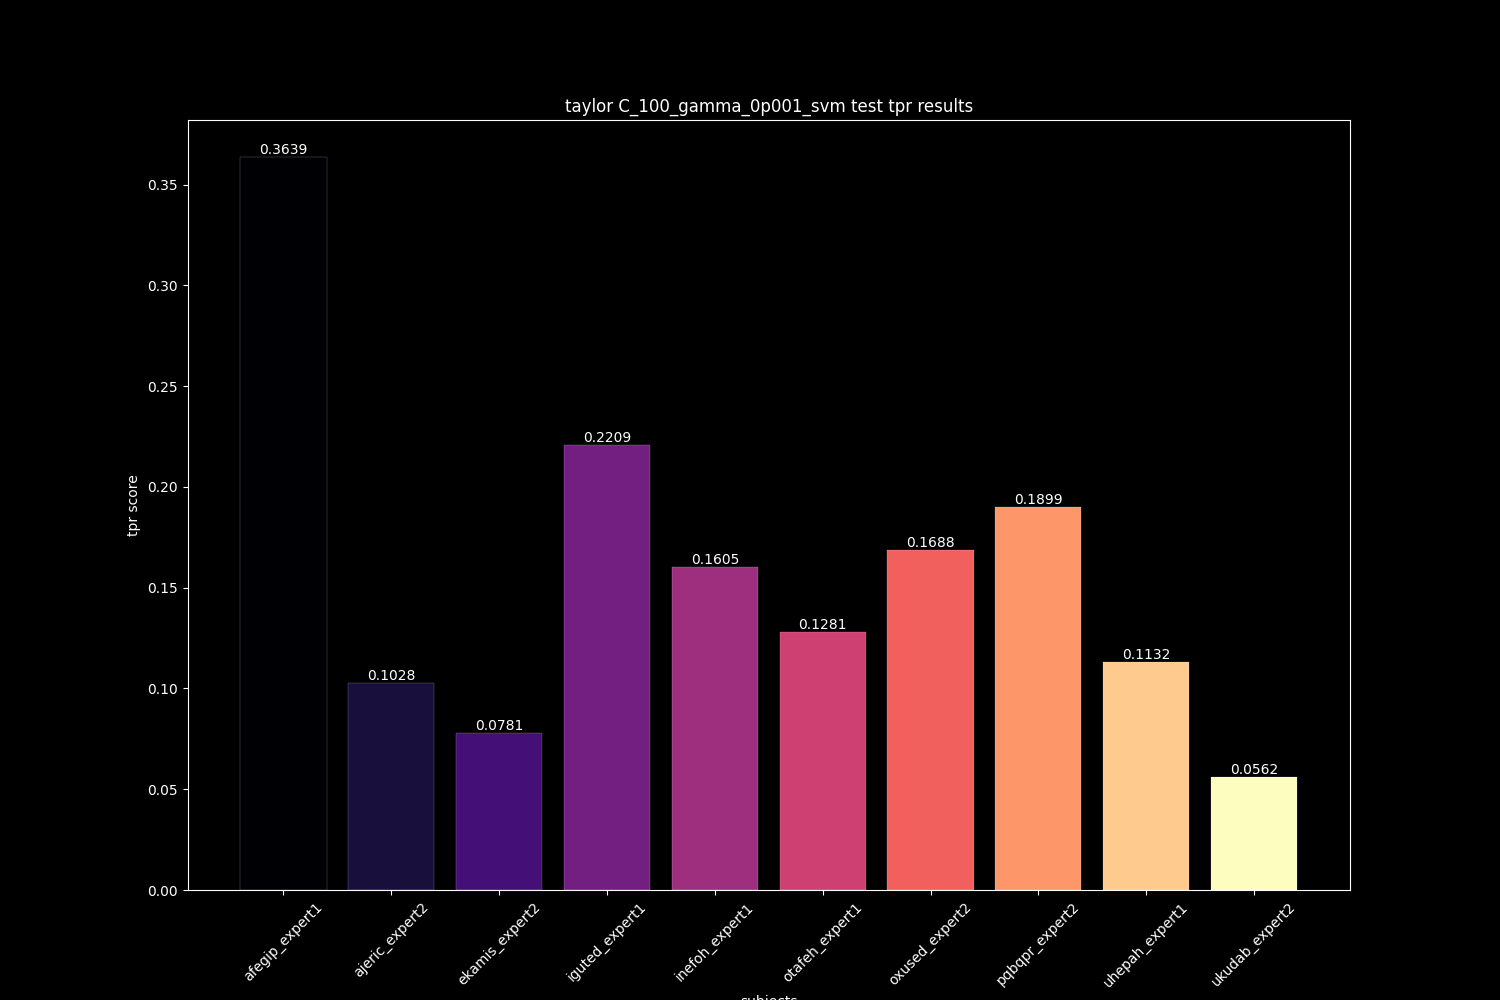 taylor C_100_gamma_0p001_svm test tpr results
0.3639
0.1028
0.0781
0.2209
0.1605
0.1281
0.1688
0.1899
0.1132
0.0562
0.35
0.30
0.25
0.20
0.15
0.10
0.05
0.00
tpr score
afegip_expert1
ajeric_expert2
ekamis_expert2
iguted_expert1
inefoh_expert1
otafeh_expert1
oxused_expert2
pqbqpr_expert2
uhepah_expert1
ukudab_expert2
subjects